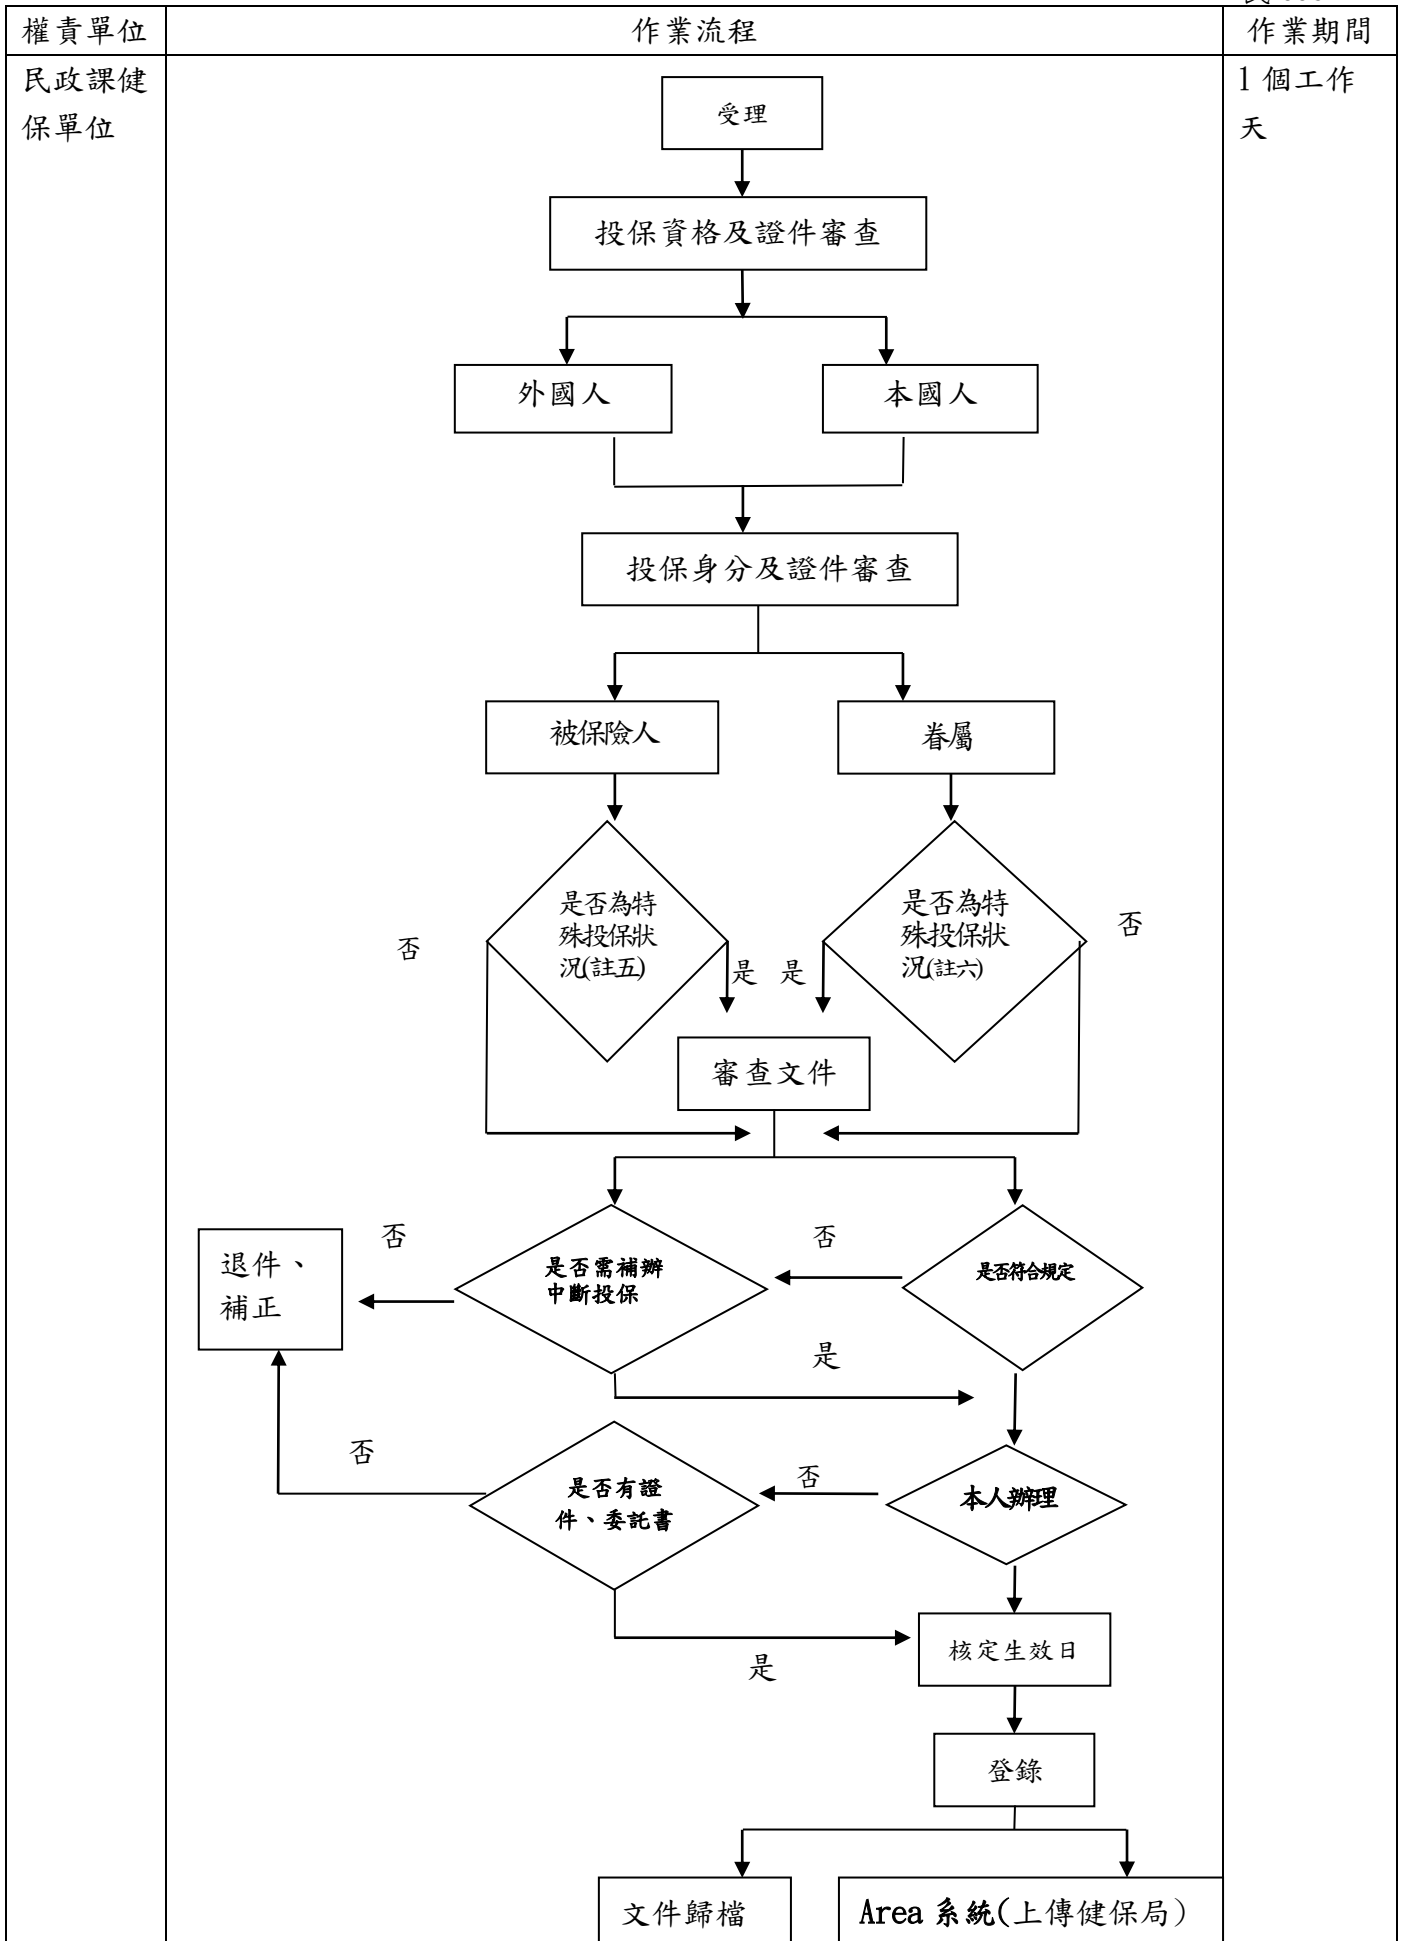 權責單位
作業流程
作業期間
民政課健
保單位
1 個工作
天
受理
投保資格及證件審查
外國人
本國人
投保身分及證件審查
被保險人
眷屬
是否為特
殊投保狀
況(註五)
是否為特
殊投保狀
況(註六)
否
是
是
否
審查文件
退件、
補正
否
是否需補辦
中斷投保
否
是否符合規定
是
否
是否有證
件、委託書
否
本人辦理
是
核定生效日
登錄
文件歸檔
Area 系統(上傳健保局)